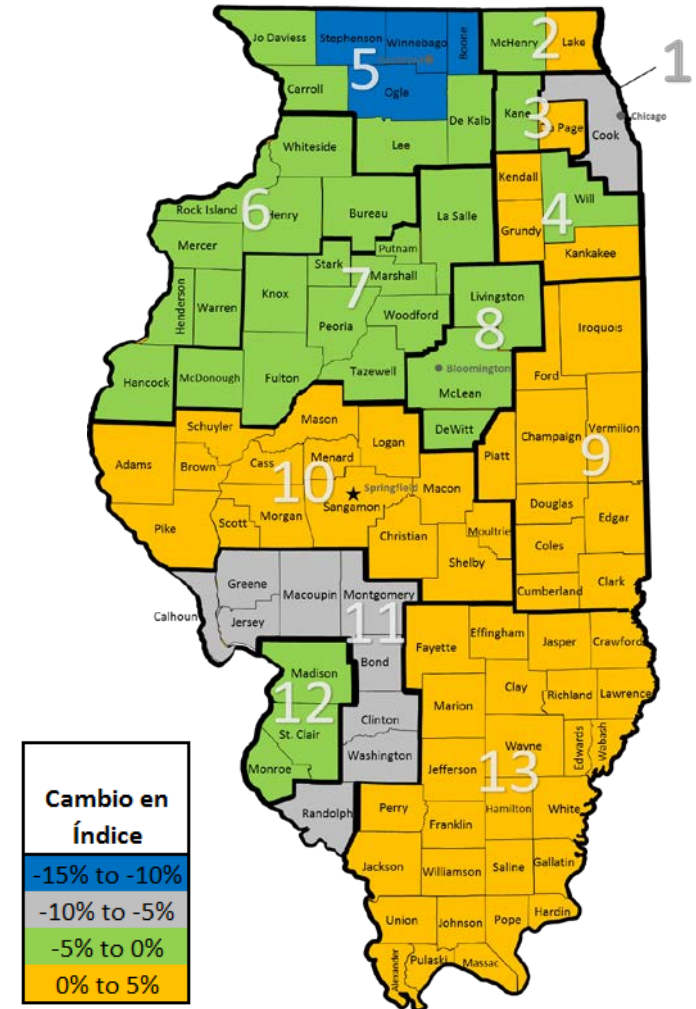 Jo Daviess
Stephenson
Winnebago
Boone
McHenry
Lake
2
5
1
Carroll
Ogle
De Kalb
Kane
3
Du Page
Cook
Chicago
Whiteside
Lee
Kendall
Will
4
Rock Island
6
Henry
Bureau
La Salle
Grundy
Mercer
Putnam
Kankakee
Stark
7
Marshall
Henderson
Warren
Knox
Peoria
Woodford
Livingston
8
Iroquois
Hancock
McDonough
Fulton
Tazewell
Bloomington
McLean
Ford
Schuyler
Mason
Logan
DeWitt
Piatt
Champaign
Vermilion
9
Adams
Brown
Cass
Menard
10
Springfield
Macon
Sangamon
Pike
Scott
Morgan
Christian
Moultrie
Douglas
Edgar
Coles
Shelby
Cumberland
Clark
Calhoun
Greene
Jersey
Macoupin
Montgomery
11
Bond
Fayette
Effingham
Jasper
Crawford
Madison
12
St. Clair
Monroe
Clinton
Washington
Marion
Clay
Richland
Lawrence
Wayne
Edwards
Wabash
Jefferson
13
Randolph
Perry
Franklin
Hamilton
White
Jackson
Williamson
Saline
Gallatin
Union
Johnson
Pope
Hardin
Alexander
Pulaski
Massac
Cambio en
Índice
-15% to -10%
-10% to -5%
-5% to 0%
0% to 5%